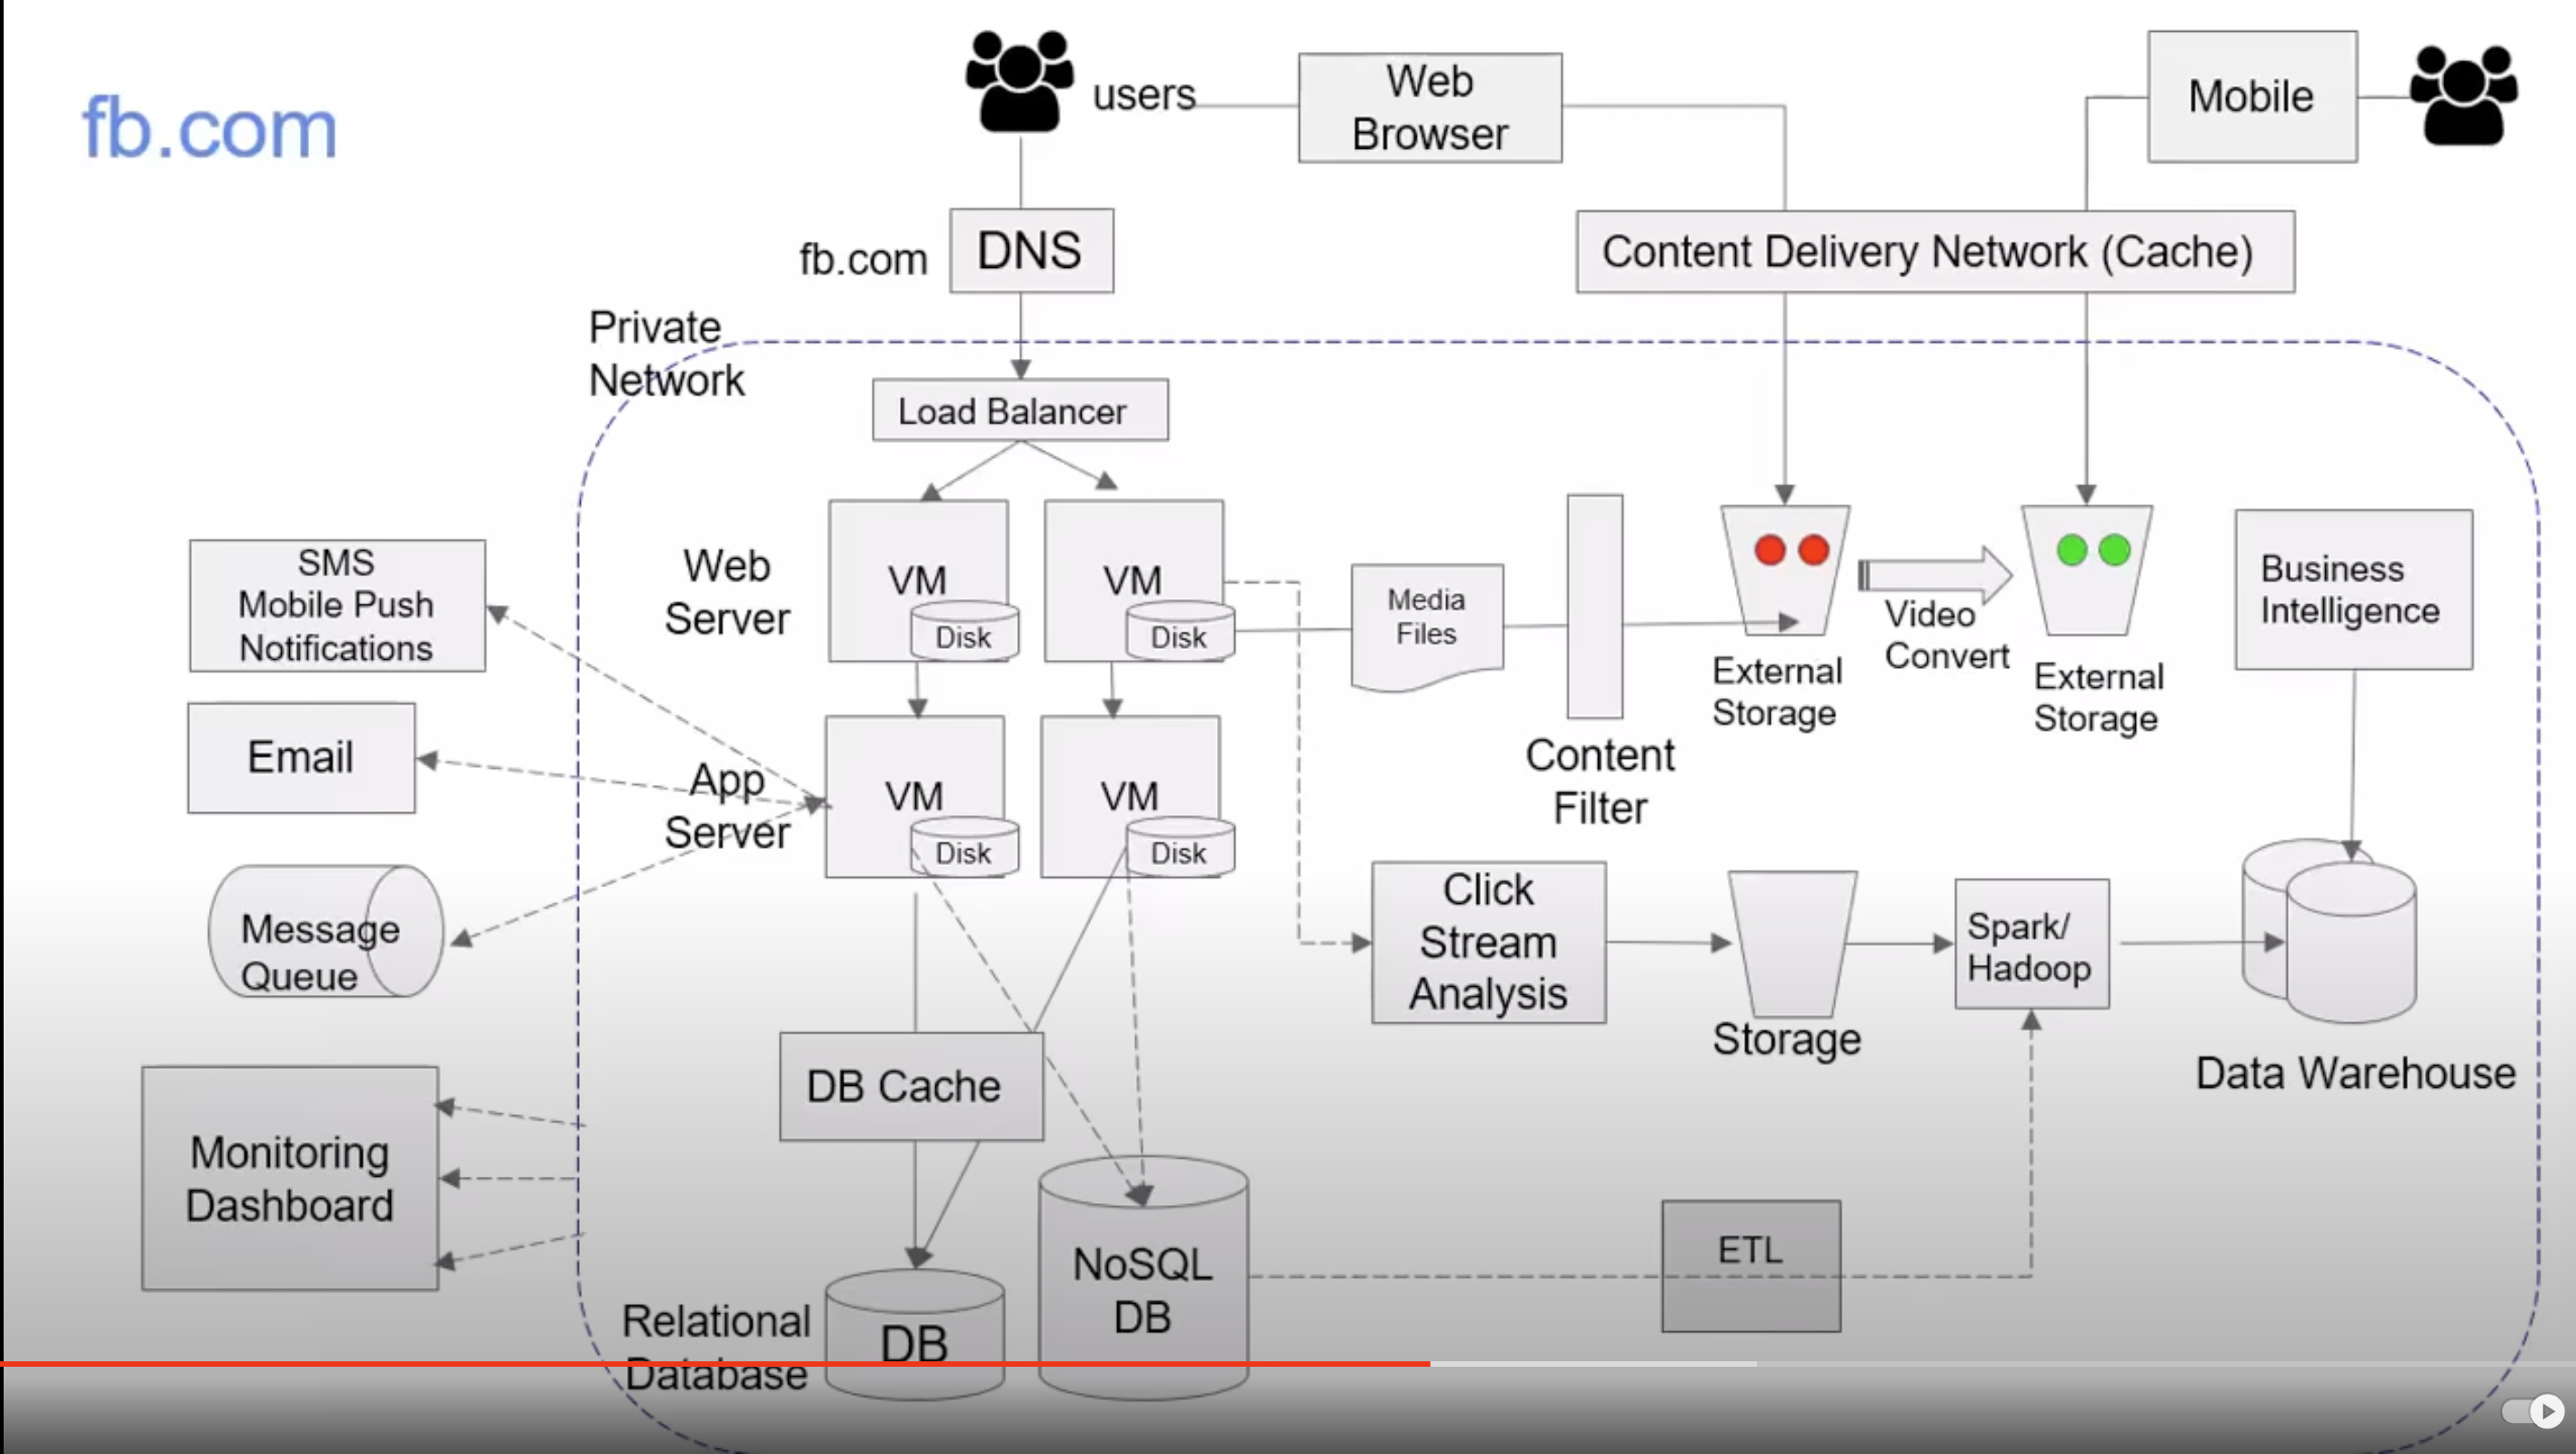 fb.com
users
Web
Browser
Mobile
fb.com
DNS
Content Delivery Network (Cache)
Private
Network
Load Balancer
Web
Server
VM
Disk
VM
Disk
Media
Files
Content
Filter
External
Storage
Video
Convert
External
Storage
Business
Intelligence
SMS
Mobile Push
Notifications
Email
Message
Queue
App
Server
VM
Disk
VM
Disk
Click
Stream
Analysis
Storage
Spark/
Hadoop
Data Warehouse
Monitoring
Dashboard
DB Cache
Relational
Database
DB
NoSQL
DB
ETL